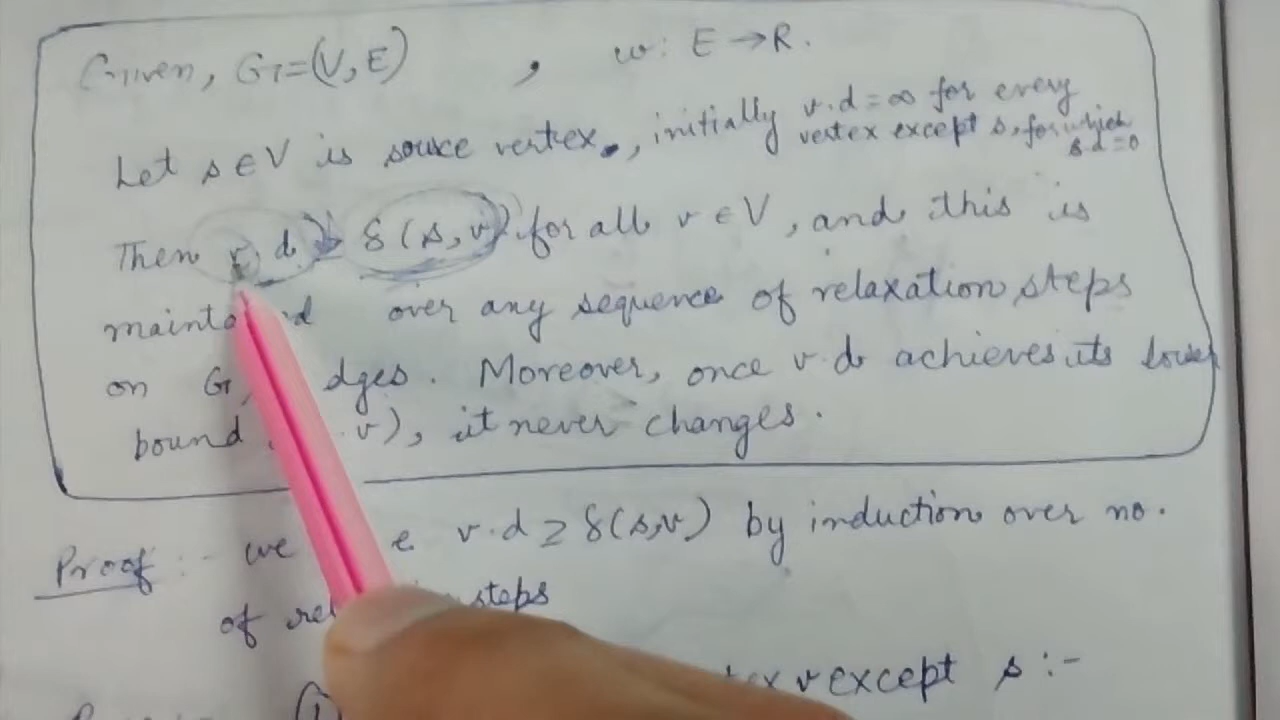 Given, G=(V,E) , w: E→R.
Let s∈V is source vertex, initially v.d=∞ for every
vertex except s, for which
s.d=0
Then v.d ≥ δ(s,v) for all v∈V, and this is
over any sequence of relaxation steps
on G, dges. Moreover, once v.d achieves its lower
bound v), it never changes.
Proof :- we v.d ≥ δ(s,v) by induction over no.
of steps
v except s :-